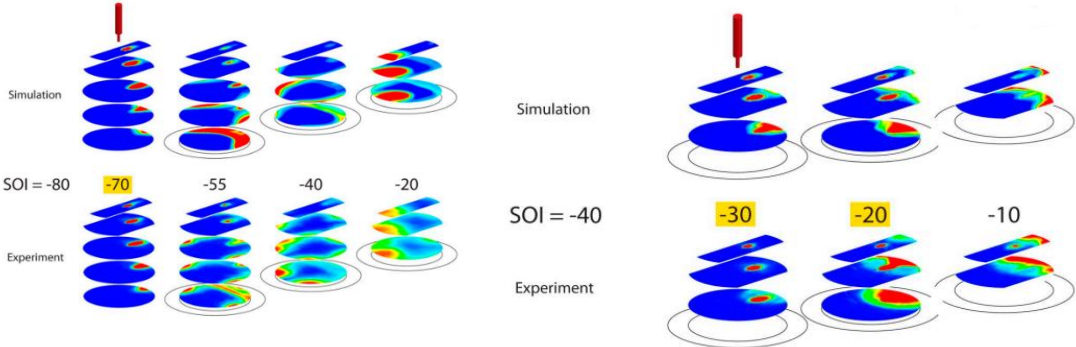 Simulation
SOI = -80 -70 -55 -40 -20
Experiment
Simulation
SOI = -40 -30 -20 -10
Experiment